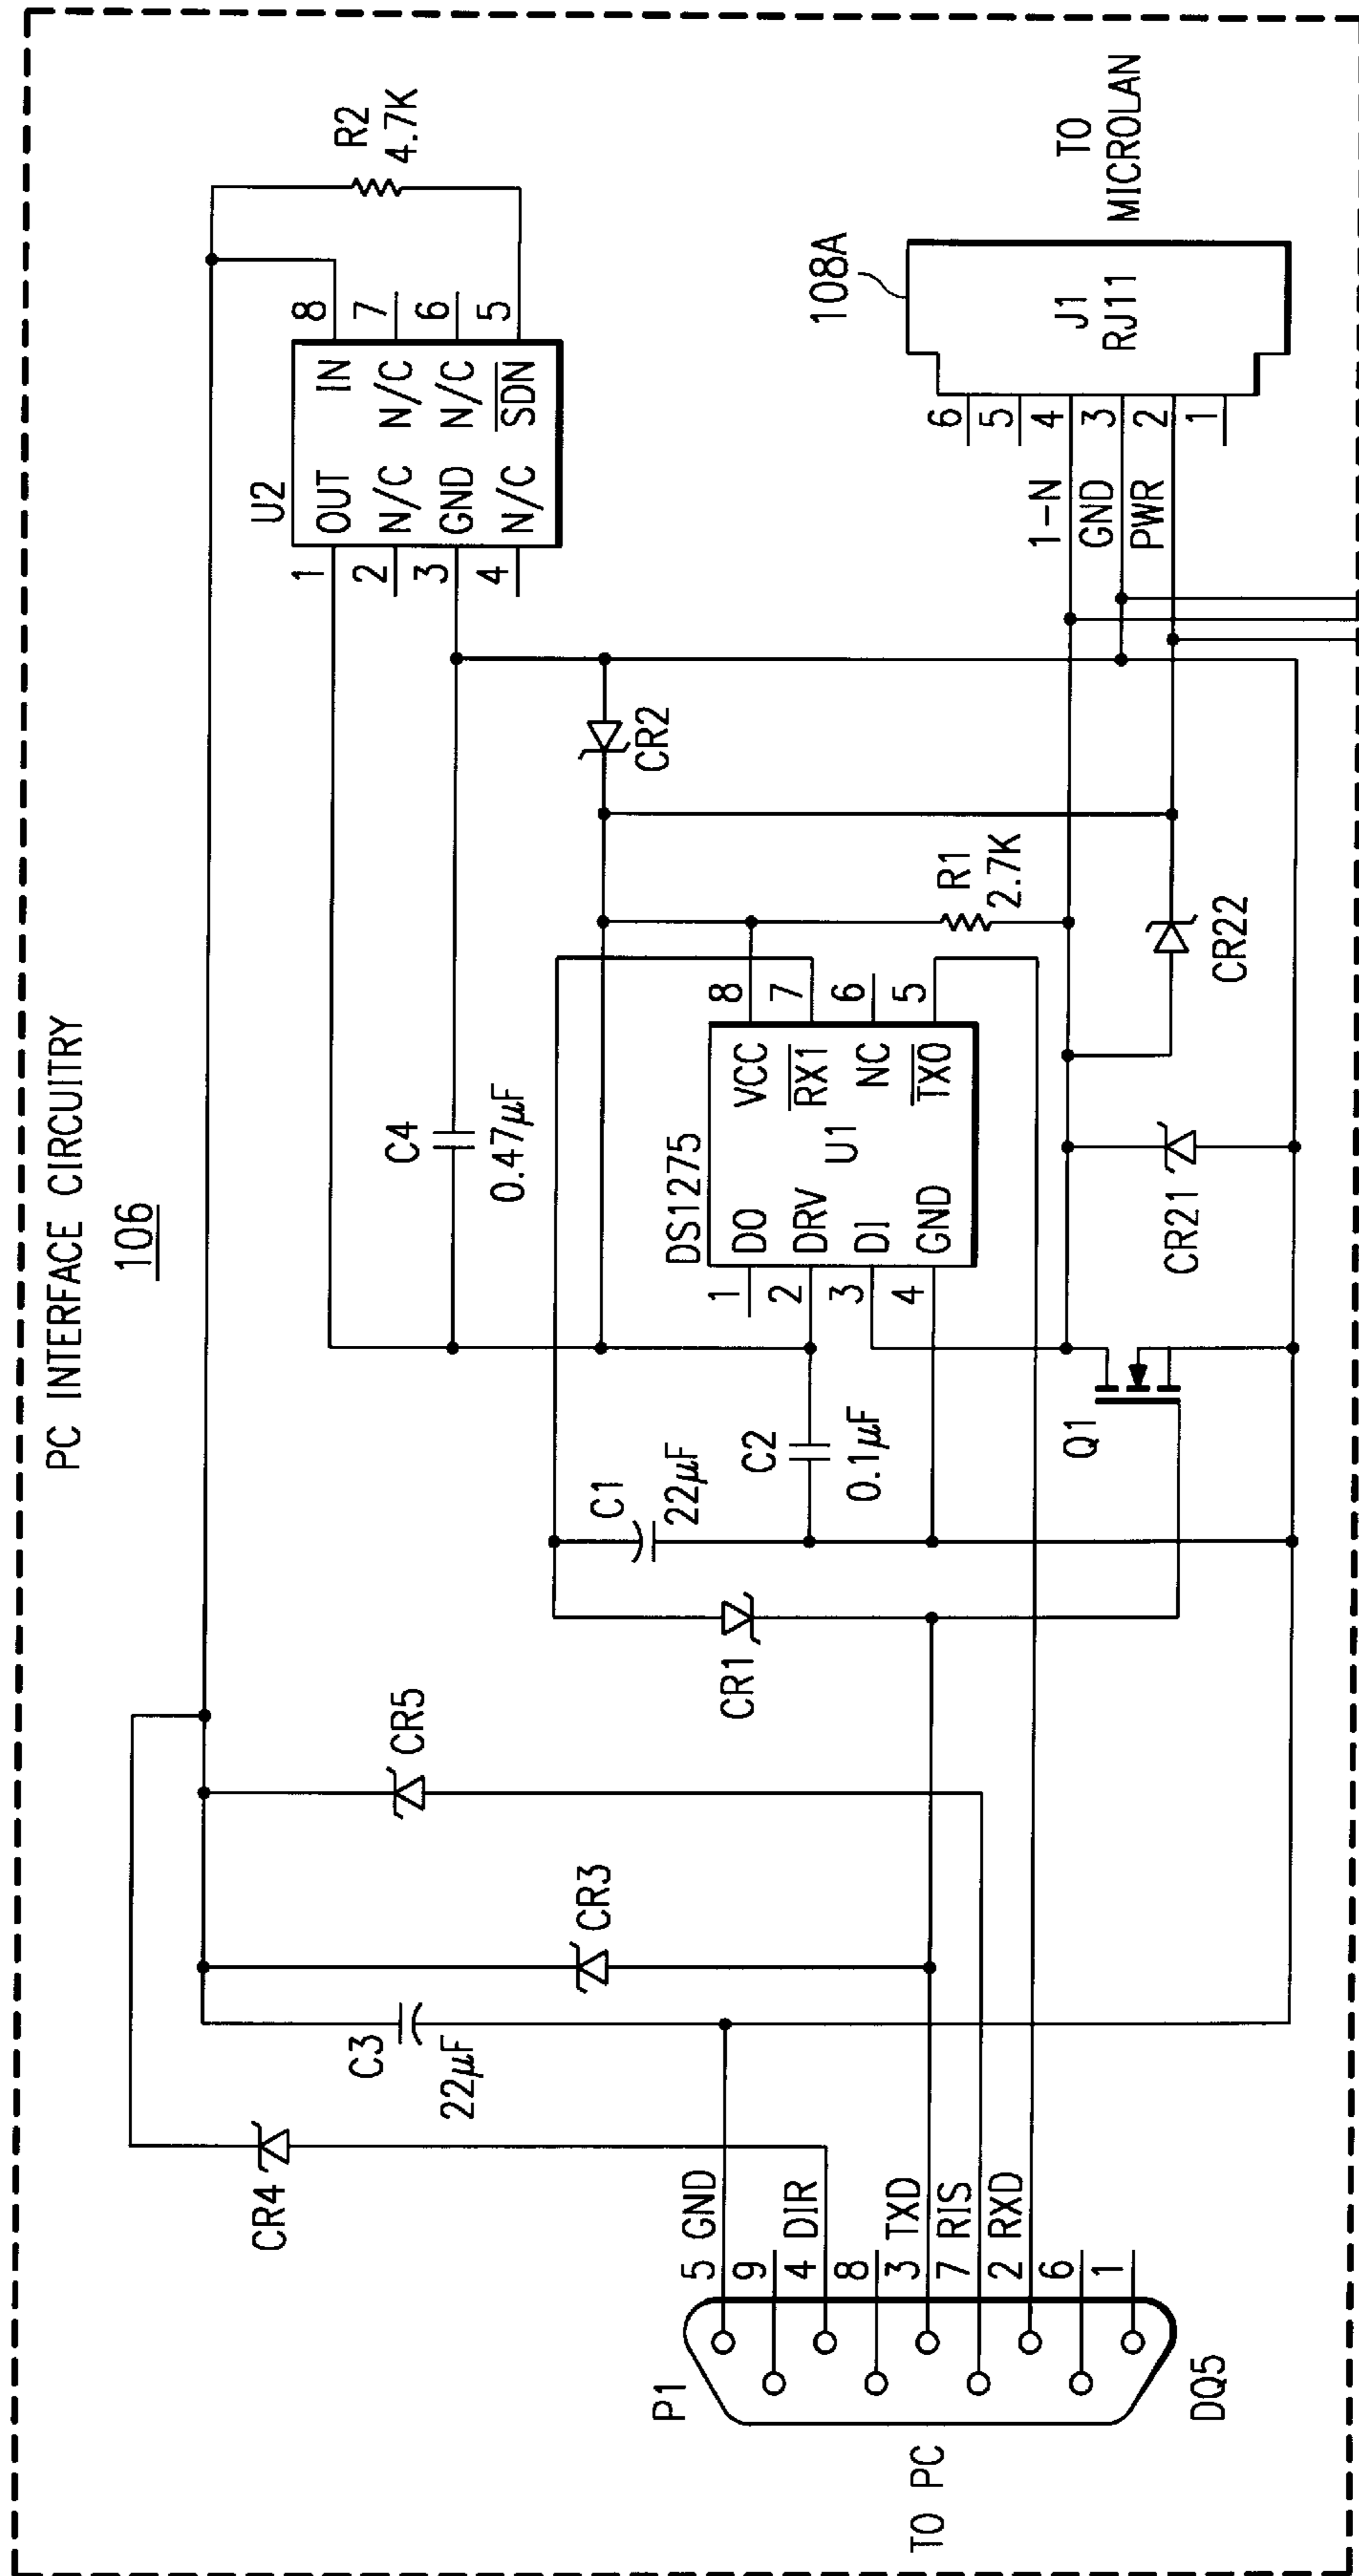 PC INTERFACE CIRCUITRY
106
CR4
C3
22µF
CR3
CR5
CR1
C1
22µF
C2
0.1µF
C4
0.47µF
CR2
U2
1
2
3
4
OUT IN
N/C N/C
GND N/C
N/C SDN
8
7
6
5
R2
4.7K
P1
5 GND
9
4 DIR
8
3 TXD
7 RIS
2 RXD
6
1
DQ5
TO PC
DS1275
U1
1
2
3
4
DO VCC
DRV RX1
DI NC
GND TXO
8
7
6
5
R1
2.7K
Q1
CR21
CR22
108A
1-N
GND
PWR
6
5
4
3
2
1
J1
RJ11
TO
MICROLAN